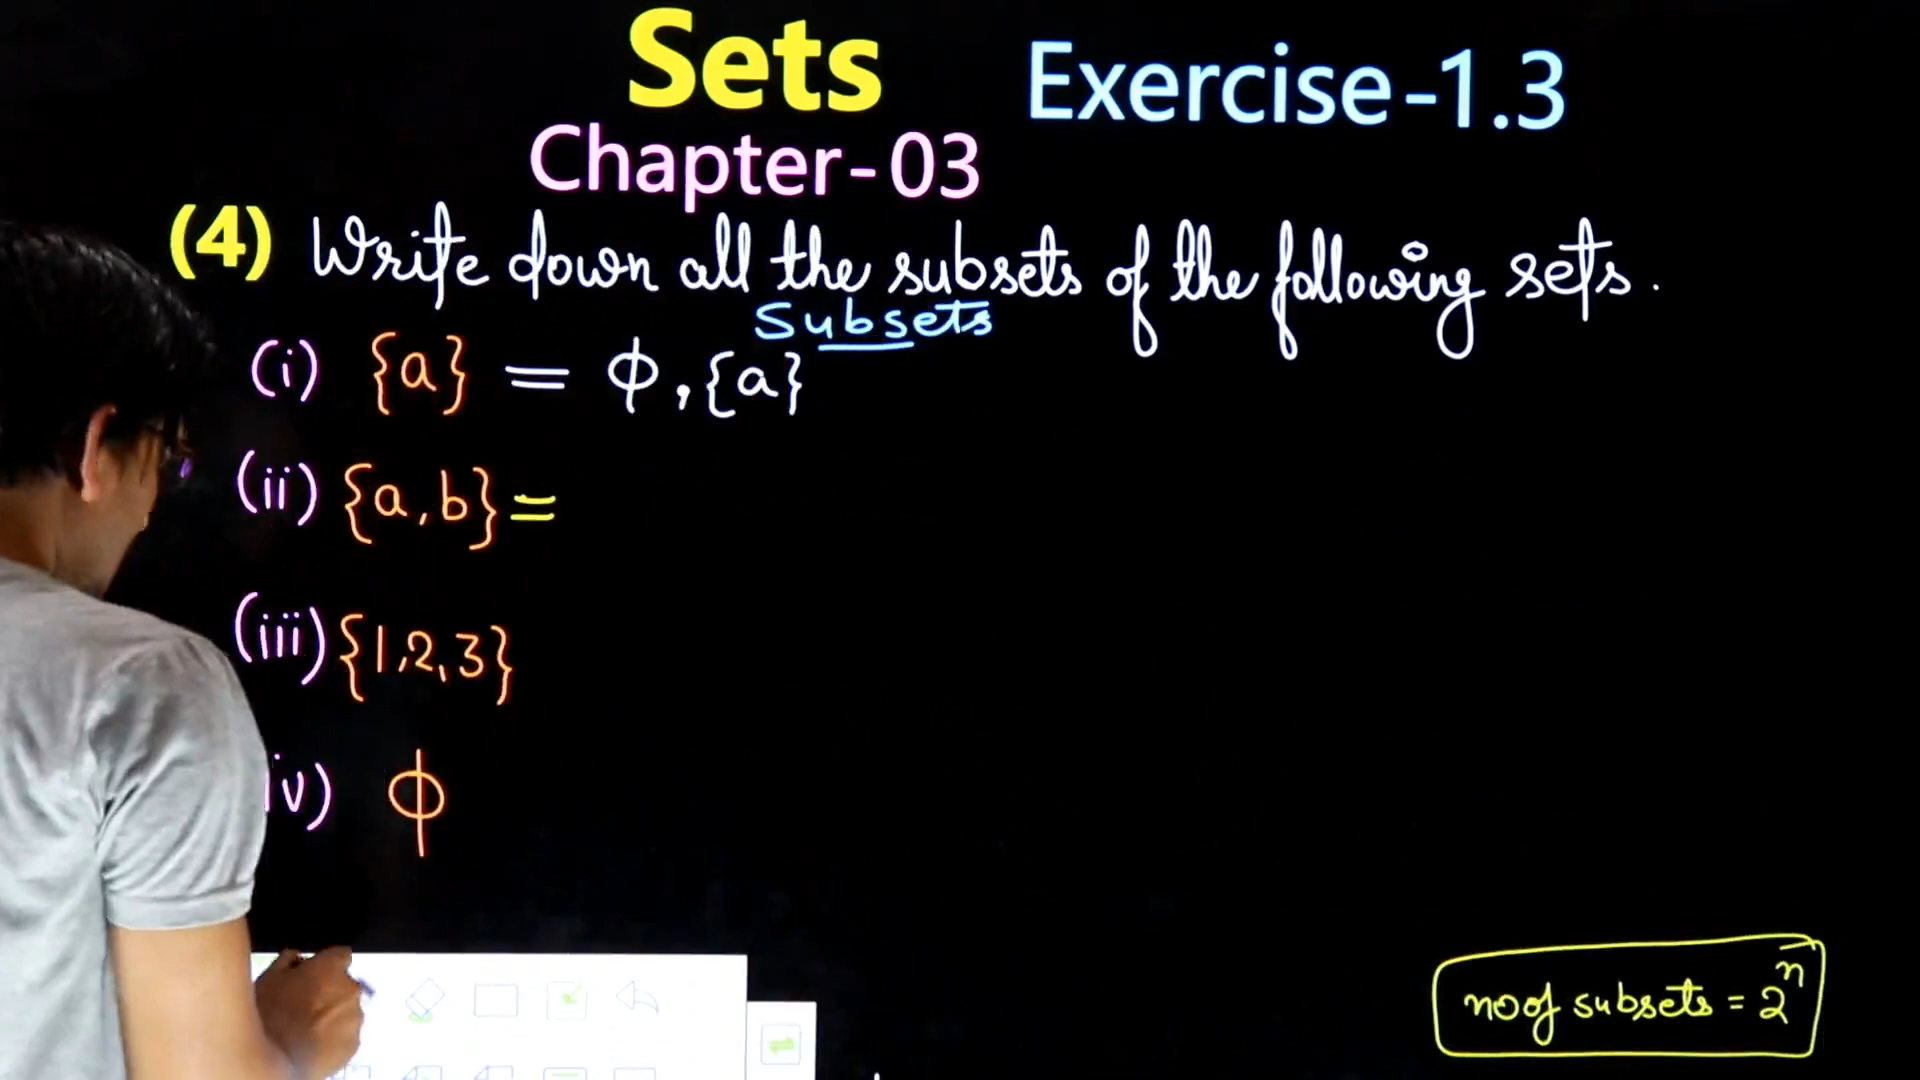 Sets Exercise-1.3
Chapter-03
(4) Write down all the subsets of the following sets.
Subsets
(i) {a} = ϕ, {a}
(ii) {a,b} =
(iii) {1,2,3}
iv) ϕ
no of subsets = 2ⁿ